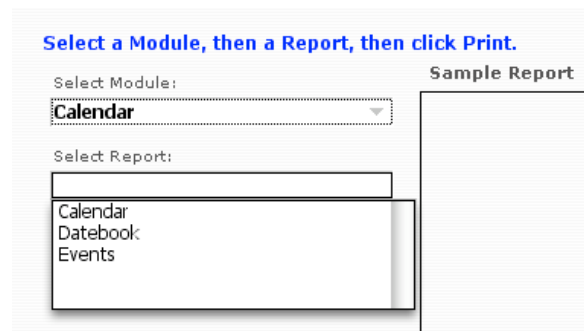 Select a Module, then a Report, then click Print.
Select Module:
Sample Report
Calendar
Select Report:
Calendar
Datebook
Events